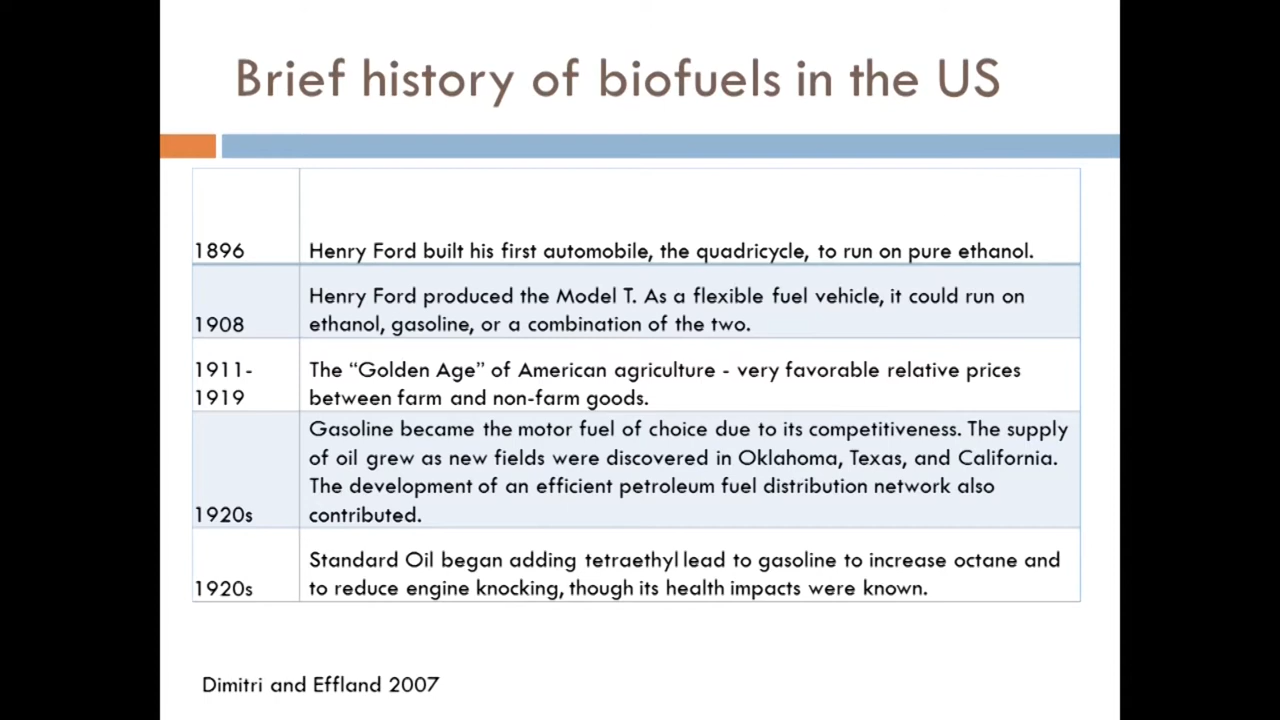 Brief history of biofuels in the US
1896
Henry Ford built his first automobile, the quadricycle, to run on pure ethanol.
1908
Henry Ford produced the Model T. As a flexible fuel vehicle, it could run on
ethanol, gasoline, or a combination of the two.
1911-
1919
The “Golden Age” of American agriculture - very favorable relative prices
between farm and non-farm goods.
1920s
Gasoline became the motor fuel of choice due to its competitiveness. The supply
of oil grew as new fields were discovered in Oklahoma, Texas, and California.
The development of an efficient petroleum fuel distribution network also
contributed.
1920s
Standard Oil began adding tetraethyl lead to gasoline to increase octane and
to reduce engine knocking, though its health impacts were known.
Dimitri and Effland 2007